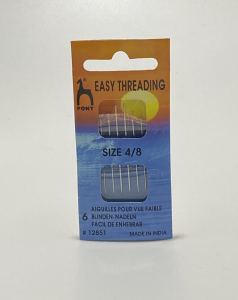 EASY THREADING
PONY
SIZE 4/8
6
AIGUILLES POUR VUE FAIBLE
BLINDEN-NADELN
FACIL DE ENHEBRAR
# 12851
MADE IN INDIA